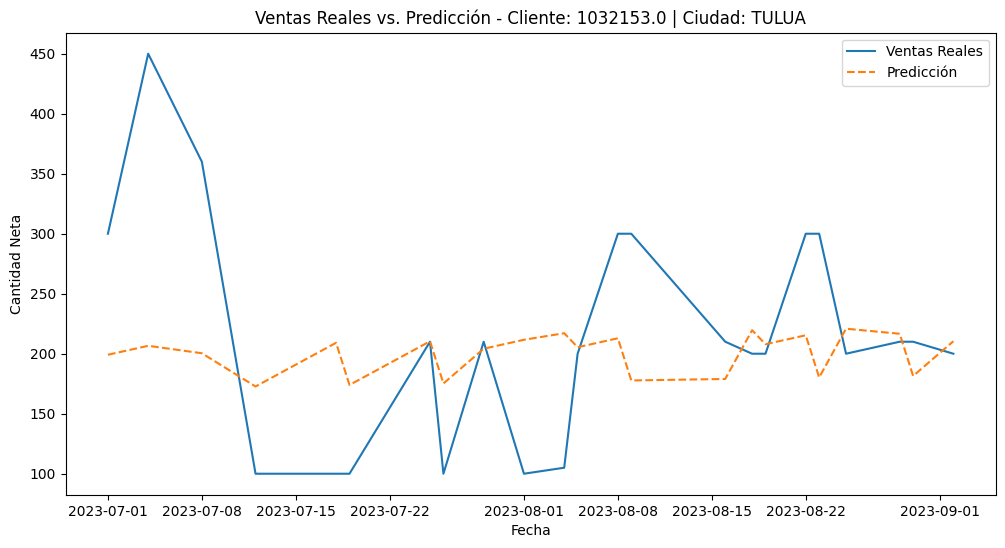 Ventas Reales vs. Predicción - Cliente: 1032153.0 | Ciudad: TULUA
Ventas Reales
Predicción
Cantidad Neta
450
400
350
300
250
200
150
100
2023-07-01 2023-07-08 2023-07-15 2023-07-22 2023-08-01 2023-08-08 2023-08-15 2023-08-22 2023-09-01
Fecha